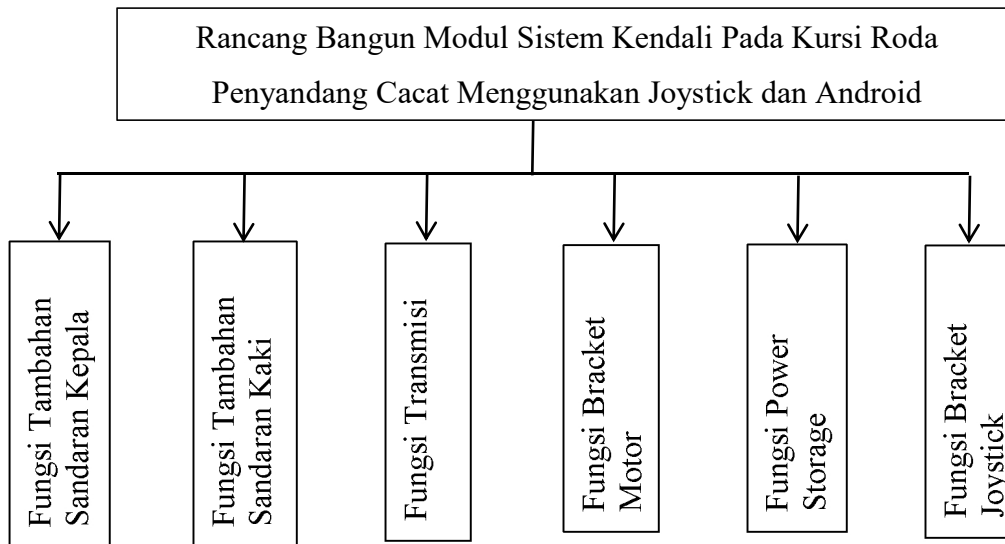 Rancang Bangun Modul Sistem Kendali Pada Kursi Roda
Penyandang Cacat Menggunakan Joystick dan Android
Fungsi Tambahan
Sandaran Kepala
Fungsi Tambahan
Sandaran Kaki
Fungsi Transmisi
Fungsi Bracket
Motor
Fungsi Power
Storage
Fungsi Bracket
Joystick